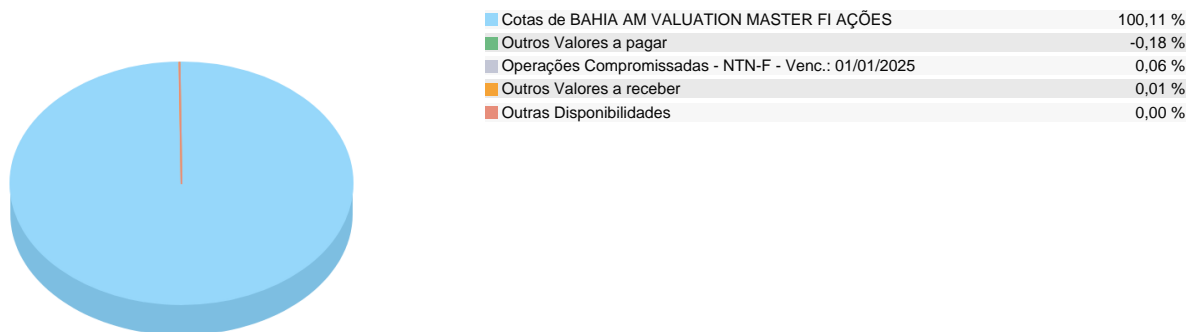 Cotas de BAHIA AM VALUATION MASTER FI AÇÕES 100,11 %
Outros Valores a pagar -0,18 %
Operações Compromissadas - NTN-F - Venc.: 01/01/2025 0,06 %
Outros Valores a receber 0,01 %
Outras Disponibilidades 0,00 %